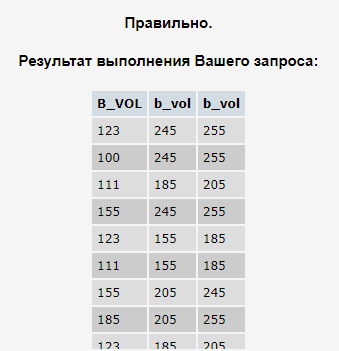 Правильно.
Результат выполнения Вашего запроса:
B_VOL b_vol b_vol
123 245 255
100 245 255
111 185 205
155 245 255
123 155 185
111 155 185
155 205 245
185 205 255
123 185 205